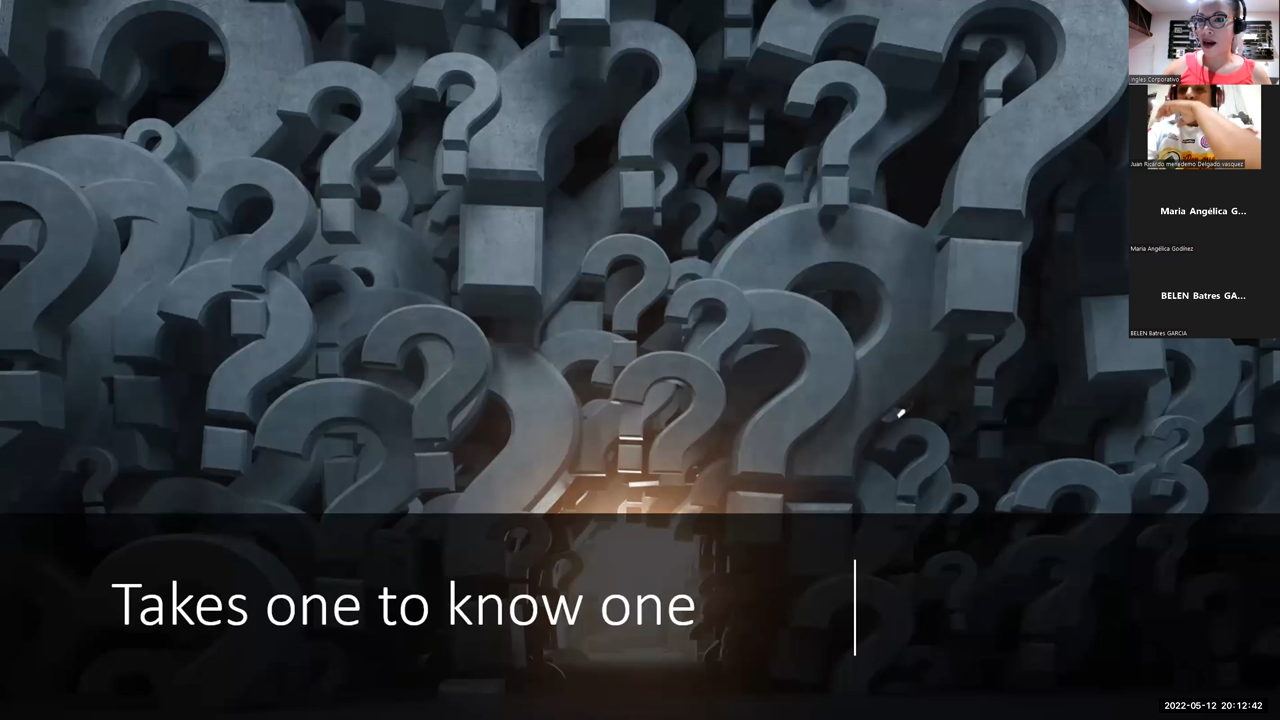 Takes one to know one
Ingles Corporativo
Juan Ricardo menedemo Delgado vasquez
Maria Angélica G...
Maria Angélica Godínez
BELEN Batres GA...
BELEN Batres GARCIA
2022-05-12 20:12:42